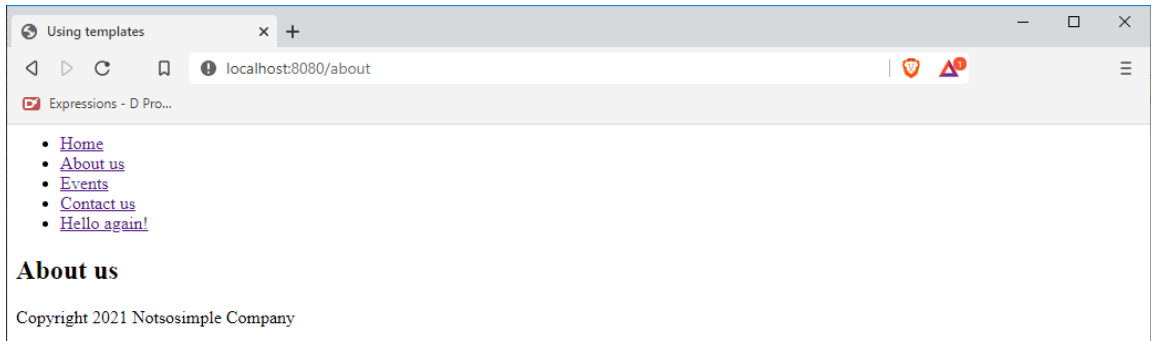 Using templates
localhost:8080/about
1
Expressions - D Pro...
Home
About us
Events
Contact us
Hello again!
About us
Copyright 2021 Notsosimple Company